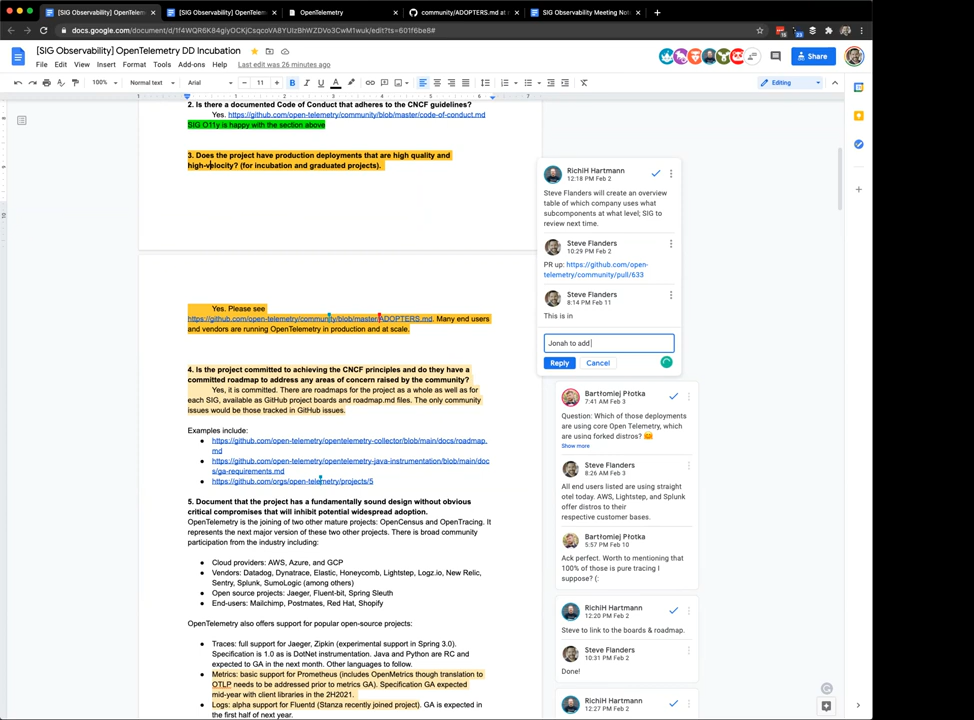 [SIG Observability] OpenTelemetry DD
[SIG Observability] OpenTelemetry
OpenTelemetry
community/ADOPTERS.md at
SIG Observability Meeting Not
docs.google.com/document/d/1f4WQR6K84giyOCKjCsqcoVA8YUIzBhWZDVo3CwM1wuk/edit?ts=601f6be8#
[SIG Observability] OpenTelemetry DD Incubation
File Edit View Insert Format Tools Add-ons Help Last edit was 26 minutes ago
Share
100% Normal text Arial 11 B I U A Editing
2. Is there a documented Code of Conduct that adheres to the CNCF guidelines?
Yes. https://github.com/open-telemetry/community/blob/master/code-of-conduct.md
SIG O11y is happy with the section above
3. Does the project have production deployments that are high quality and
high-velocity? (for incubation and graduated projects).
Yes. Please see
https://github.com/open-telemetry/community/blob/master/ADOPTERS.md. Many end users
and vendors are running OpenTelemetry in production and at scale.
4. Is the project committed to achieving the CNCF principles and do they have a
committed roadmap to address any areas of concern raised by the community?
Yes, it is committed. There are roadmaps for the project as a whole as well as for
each SIG, available as GitHub project boards and roadmap.md files. The only community
issues would be those tracked in GitHub issues.
Examples include:
● https://github.com/open-telemetry/opentelemetry-collector/blob/main/docs/roadmap.
md
● https://github.com/open-telemetry/opentelemetry-java-instrumentation/blob/main/doc
s/ga-requirements.md
● https://github.com/orgs/open-telemetry/projects/5
5. Document that the project has a fundamentally sound design without obvious
critical compromises that will inhibit potential widespread adoption.
OpenTelemetry is the joining of two other mature projects: OpenCensus and OpenTracing. It
represents the next major version of these two other projects. There is broad community
participation from the industry including:
● Cloud providers: AWS, Azure, and GCP
● Vendors: Datadog, Dynatrace, Elastic, Honeycomb, Lightstep, Logz.io, New Relic,
Sentry, Splunk, SumoLogic (among others)
● Open source projects: Jaeger, Fluent-bit, Spring Sleuth
● End-users: Mailchimp, Postmates, Red Hat, Shopify
OpenTelemetry also offers support for popular open-source projects:
● Traces: full support for Jaeger, Zipkin (experimental support in Spring 3.0).
Specification is 1.0 as is DotNet instrumentation. Java and Python are RC and
expected to GA in the next month. Other languages to follow.
● Metrics: basic support for Prometheus (includes OpenMetrics though translation to
OTLP needs to be addressed prior to metrics GA). Specification GA expected
mid-year with client libraries in the 2H2021.
● Logs: alpha support for Fluentd (Stanza recently joined project). GA is expected in
the first half of next year.
RichiH Hartmann
12:18 PM Feb 2
Steve Flanders will create an overview
table of which company uses what
subcomponents at what level; SIG to
review next time.
Steve Flanders
10:29 PM Feb 2
PR up: https://github.com/open-
telemetry/community/pull/633
Steve Flanders
8:14 PM Feb 11
This is in
Jonah to add
Reply Cancel
Bartłomiej Płotka
7:41 AM Feb 3
Question: Which of those deployments
are using core Open Telemetry, which
are using forked distros? 🤗
Show more
Steve Flanders
8:26 AM Feb 3
All end users listed are using straight
otel today. AWS, Lightstep, and Splunk
offer distros to their
respective customer bases.
Bartłomiej Płotka
5:57 PM Feb 10
Ack perfect. Worth to mentioning that
100% of those is pure tracing I
suppose? (:
RichiH Hartmann
12:20 PM Feb 2
Steve to link to the boards & roadmap.
Steve Flanders
10:31 PM Feb 2
Done!
RichiH Hartmann
12:27 PM Feb 2